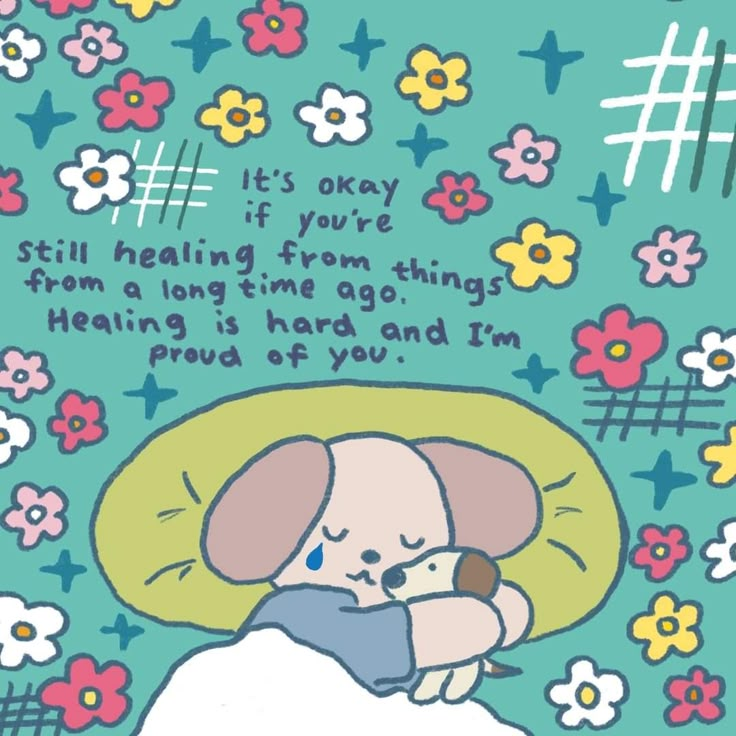 It's okay
if you're
still healing from things
from a long time ago.
Healing is hard and I'm
proud of you.